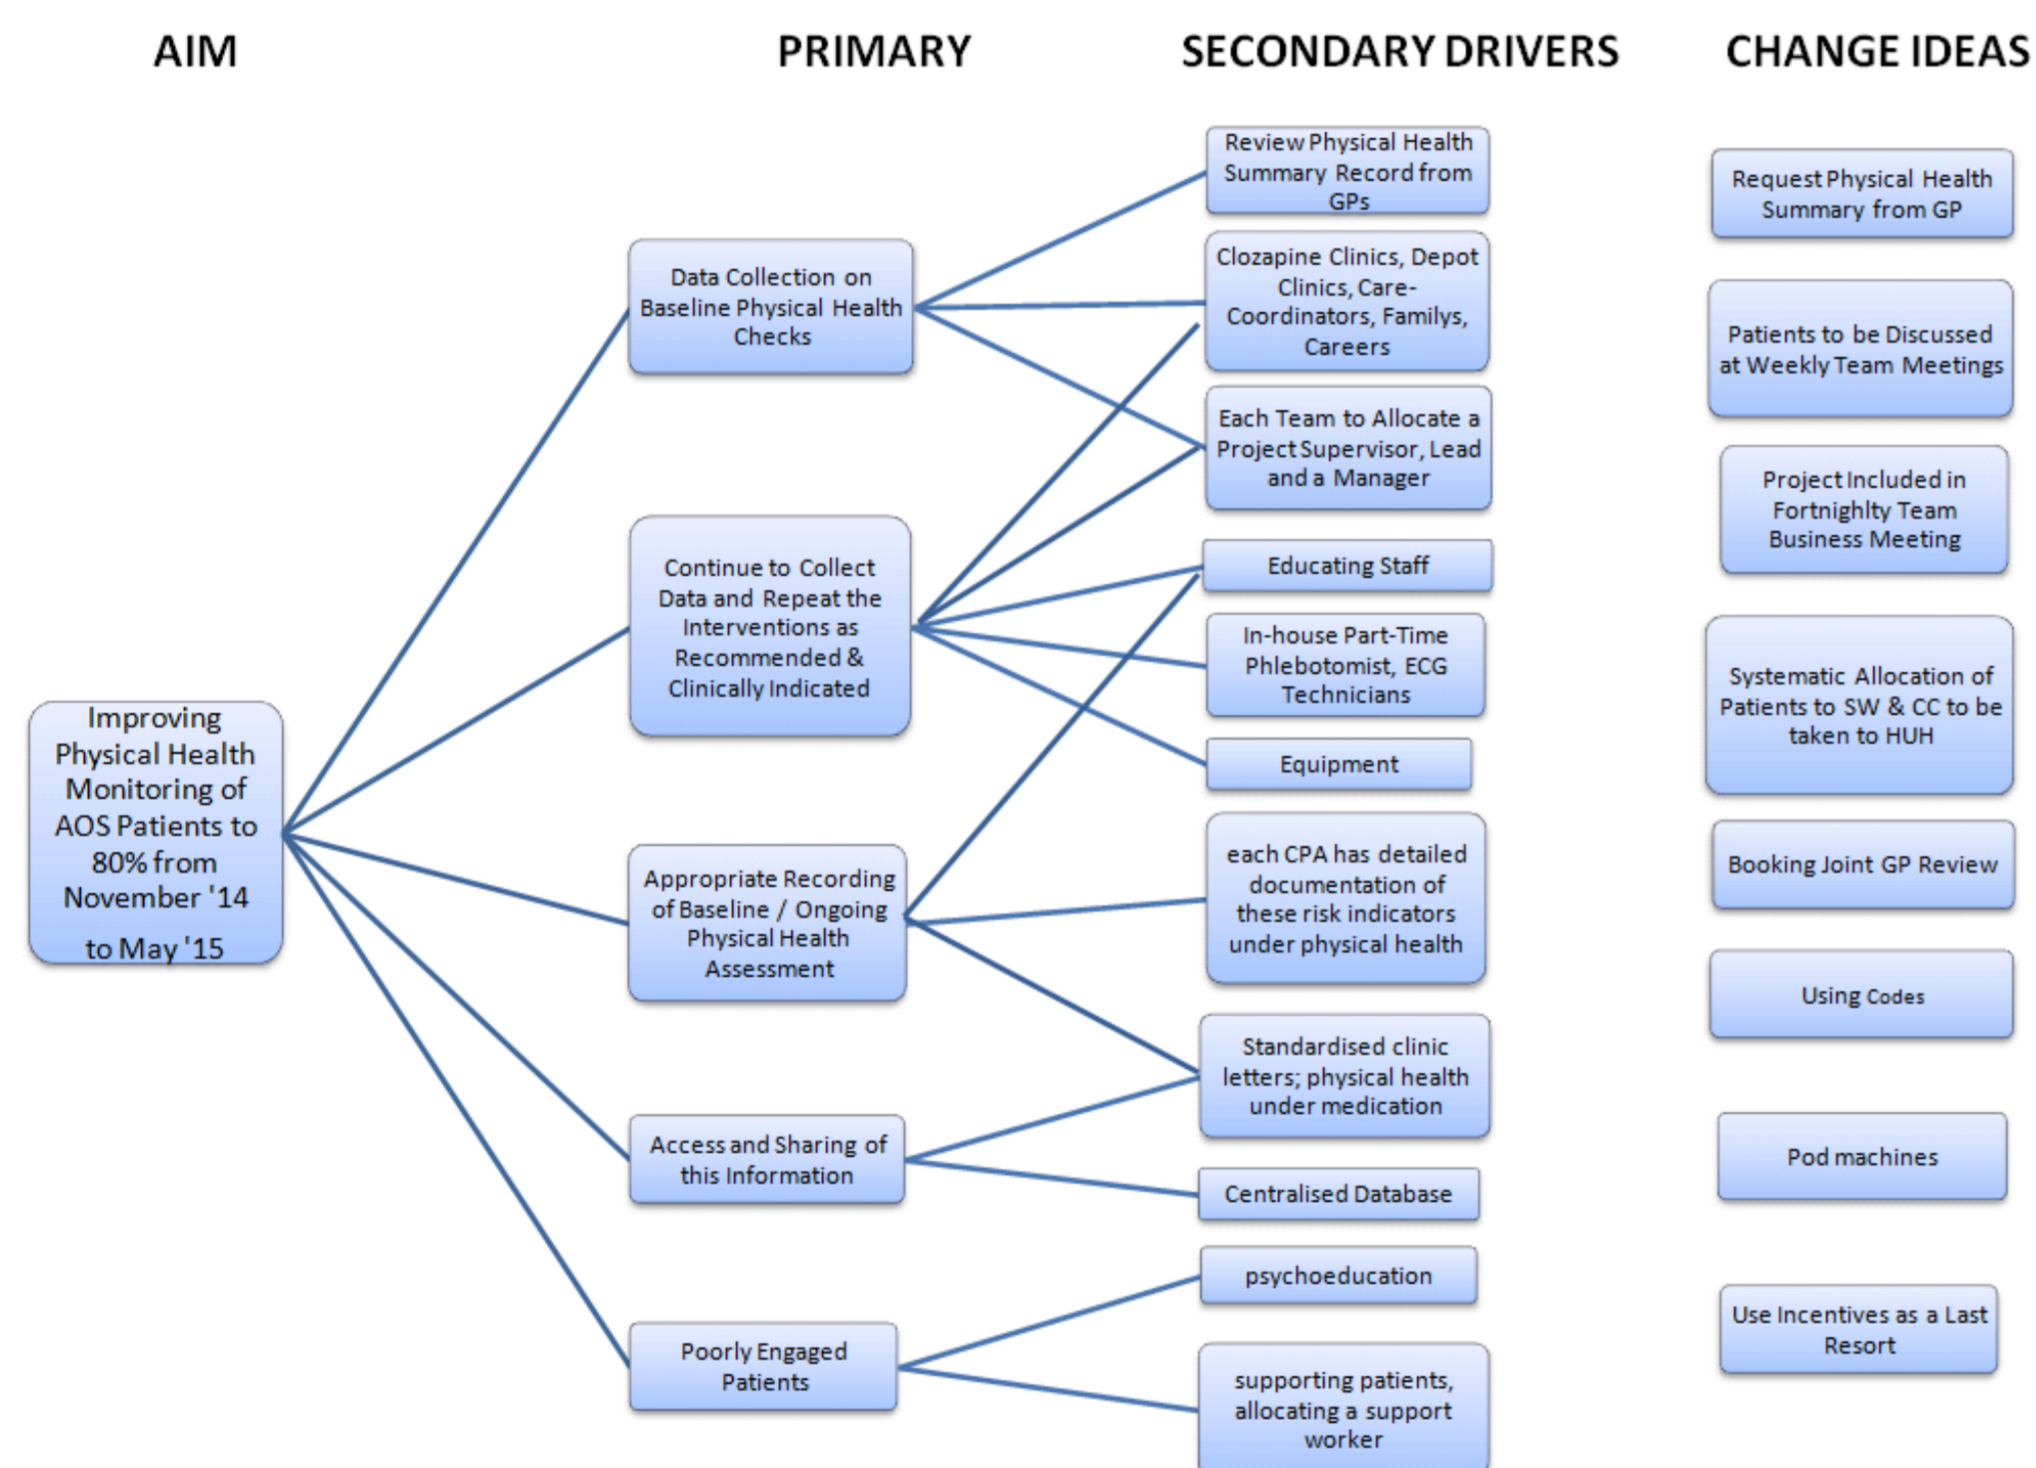 AIM
PRIMARY
SECONDARY DRIVERS
CHANGE IDEAS
Improving
Physical Health
Monitoring of
AOS Patients to
80% from
November '14
to May '15
Data Collection on
Baseline Physical Health
Checks
Continue to Collect
Data and Repeat the
Interventions as
Recommended &
Clinically Indicated
Appropriate Recording
of Baseline / Ongoing
Physical Health
Assessment
Access and Sharing of
this Information
Poorly Engaged
Patients
Review Physical Health
Summary Record from
GPs
Clozapine Clinics, Depot
Clinics, Care-
Coordinators, Familys,
Careers
Each Team to Allocate a
Project Supervisor, Lead
and a Manager
Educating Staff
In-house Part-Time
Phlebotomist, ECG
Technicians
Equipment
each CPA has detailed
documentation of
these risk indicators
under physical health
Standardised clinic
letters; physical health
under medication
Centralised Database
psychoeducation
supporting patients,
allocating a support
worker
Request Physical Health
Summary from GP
Patients to be Discussed
at Weekly Team Meetings
Project Included in
Fortnighlty Team
Business Meeting
Systematic Allocation of
Patients to SW & CC to be
taken to HUH
Booking Joint GP Review
Using Codes
Pod machines
Use Incentives as a Last
Resort